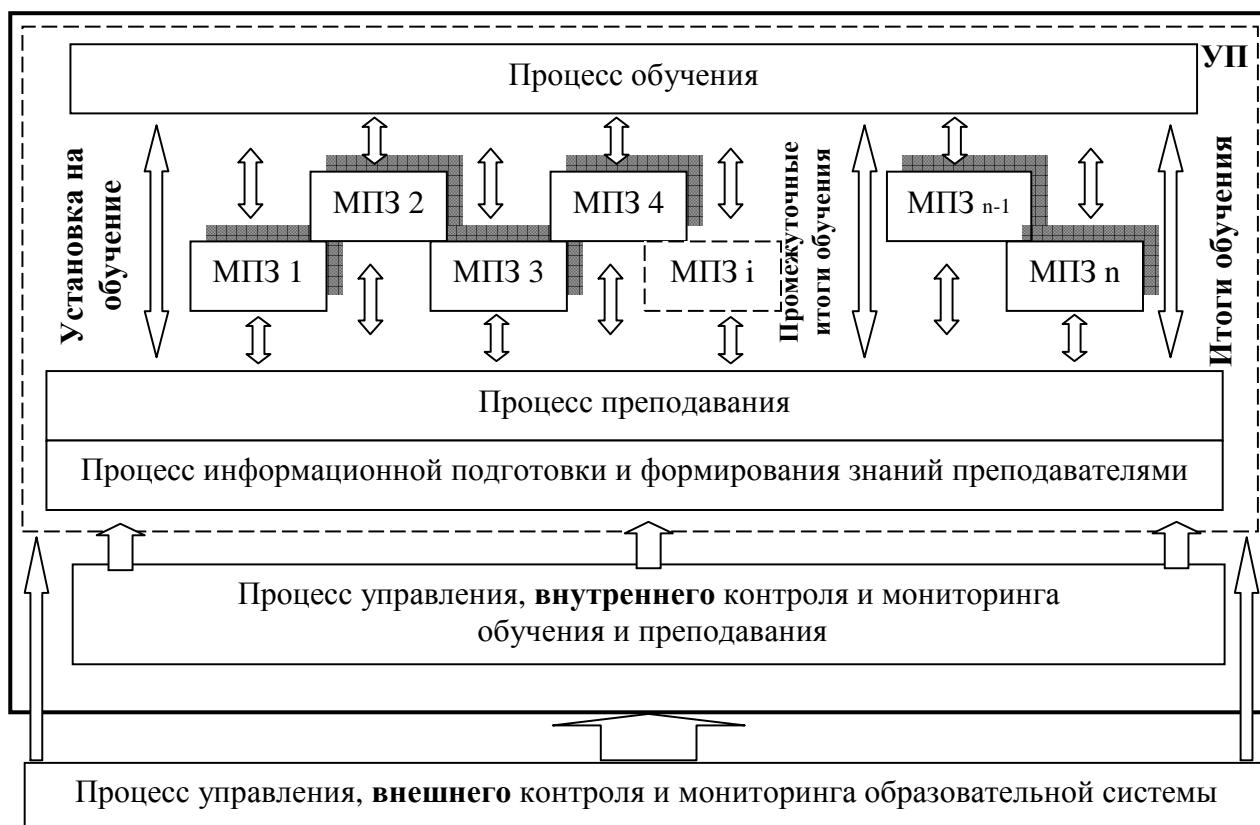 УП
Процесс обучения
Установка на
обучение
МПЗ 2
МПЗ 4
МПЗ n-1
МПЗ 1
МПЗ 3
МПЗ i
МПЗ n
Промежуточные
итоги обучения
Итоги обучения
Процесс преподавания
Процесс информационной подготовки и формирования знаний преподавателями
Процесс управления, внутреннего контроля и мониторинга
обучения и преподавания
Процесс управления, внешнего контроля и мониторинга образовательной системы